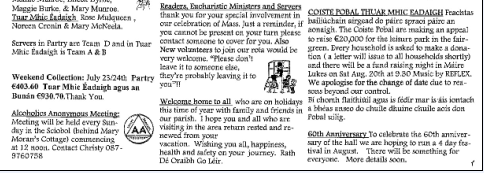 Maggie Burke, & Mary Munroe.
Tuar Mhic Éadaigh Rose Mulqueen ,
Noreen Cronin & Mary McNeela.
Servers in Partry are Team D and in Tuar
Mhic Éadaigh is Team A & B
Weekend Collection: July 23/24th Partry
€403.60 Tuar Mhic Éadaigh agus an
Bunán €930.70.Thank You.
Alcoholics Anonymous Meeting:
Meeting will be held every Sun-
day in the Sciobol (behind Mary
Moran's Cottage) commencing
at 12 noon. Contact Christy 087-
9760758
AA
Readers, Eucharistic Ministers and Servers
thank you for your special involvement in
our celebration of Mass. Just a reminder, if
you cannot be present on your turn please
contact someone to cover for you. Also
New volunteers to join our rota would be
very welcome. "Please don't
leave it to someone else,
they're probably leaving it to
you"!!
Welcome home to all who are on holidays
this time of year with family and friends in
our parish. I hope you and all who are
visiting in the area return rested and re-
newed from your
vacation. Wishing you all, happiness,
health and safety on your journey. Rath
Dé Oraibh Go Léir.
COISTE POBAL THUAR MHIC EADAIGH Feachtas
bailiúcháin airgead do páirc spraoi páirc an
aonaigh. The Coiste Pobal are making an appeal
to raise €20,000 for the leisure park in the fair-
green. Every household is asked to make a dona-
tion (a letter will issue to all households shortly)
and there will be a fund raising night in Máire
Lukes on Sat Aug. 20th at 9.30 Music by REFLEX.
We apologise for the change of date due to rea-
sons beyond our control.
Bí chorth flaithiúil agus is fédir mar is áis iontach
a bheas anseo do chuile dhuine chuile aois don
Pobal uilig.
60th Anniversary To celebrate the 60th anniver-
sary of the hall we are hoping to run a 4 day fes-
tival in August. There will be something for
everyone. More details soon.